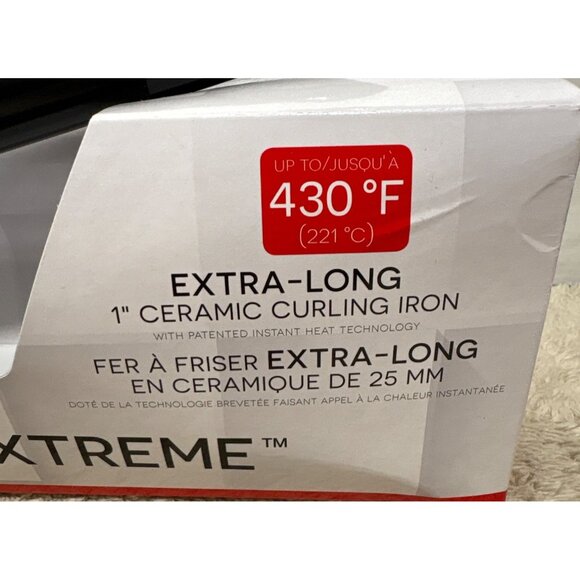 UP TO/JUSQU'À
430 °F
(221 °C)
EXTRA-LONG
1" CERAMIC CURLING IRON
WITH PATENTED INSTANT HEAT TECHNOLOGY
FER À FRISER EXTRA-LONG
EN CERAMIQUE DE 25 MM
DOTÉ DE LA TECHNOLOGIE BREVETÉE FAISANT APPEL À LA CHALEUR INSTANTANÉE
XTREME™